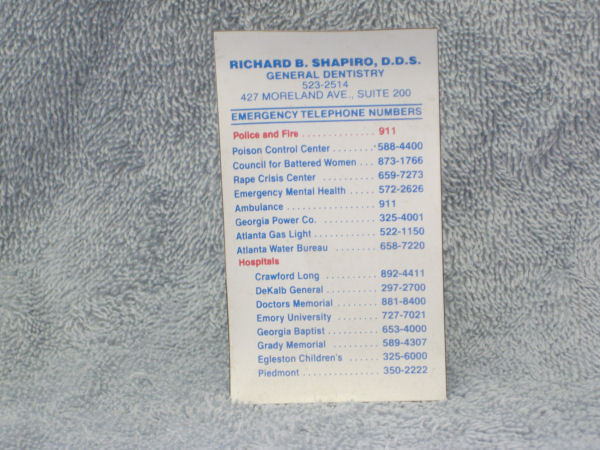 RICHARD B. SHAPIRO, D.D.S.
GENERAL DENTISTRY
523-2514
427 MORELAND AVE., SUITE 200
EMERGENCY TELEPHONE NUMBERS
Police and Fire .............. 911
Poison Control Center ........ 588-4400
Council for Battered Women ... 873-1766
Rape Crisis Center .......... 659-7273
Emergency Mental Health ..... 572-2626
Ambulance ................ 911
Georgia Power Co. ........... 325-4001
Atlanta Gas Light ............ 522-1150
Atlanta Water Bureau ........ 658-7220
Hospitals
Crawford Long .......... 892-4411
DeKalb General .......... 297-2700
Doctors Memorial ........ 881-8400
Emory University ......... 727-7021
Georgia Baptist .......... 653-4000
Grady Memorial ......... 589-4307
Egleston Children's ...... 325-6000
Piedmont .............. 350-2222